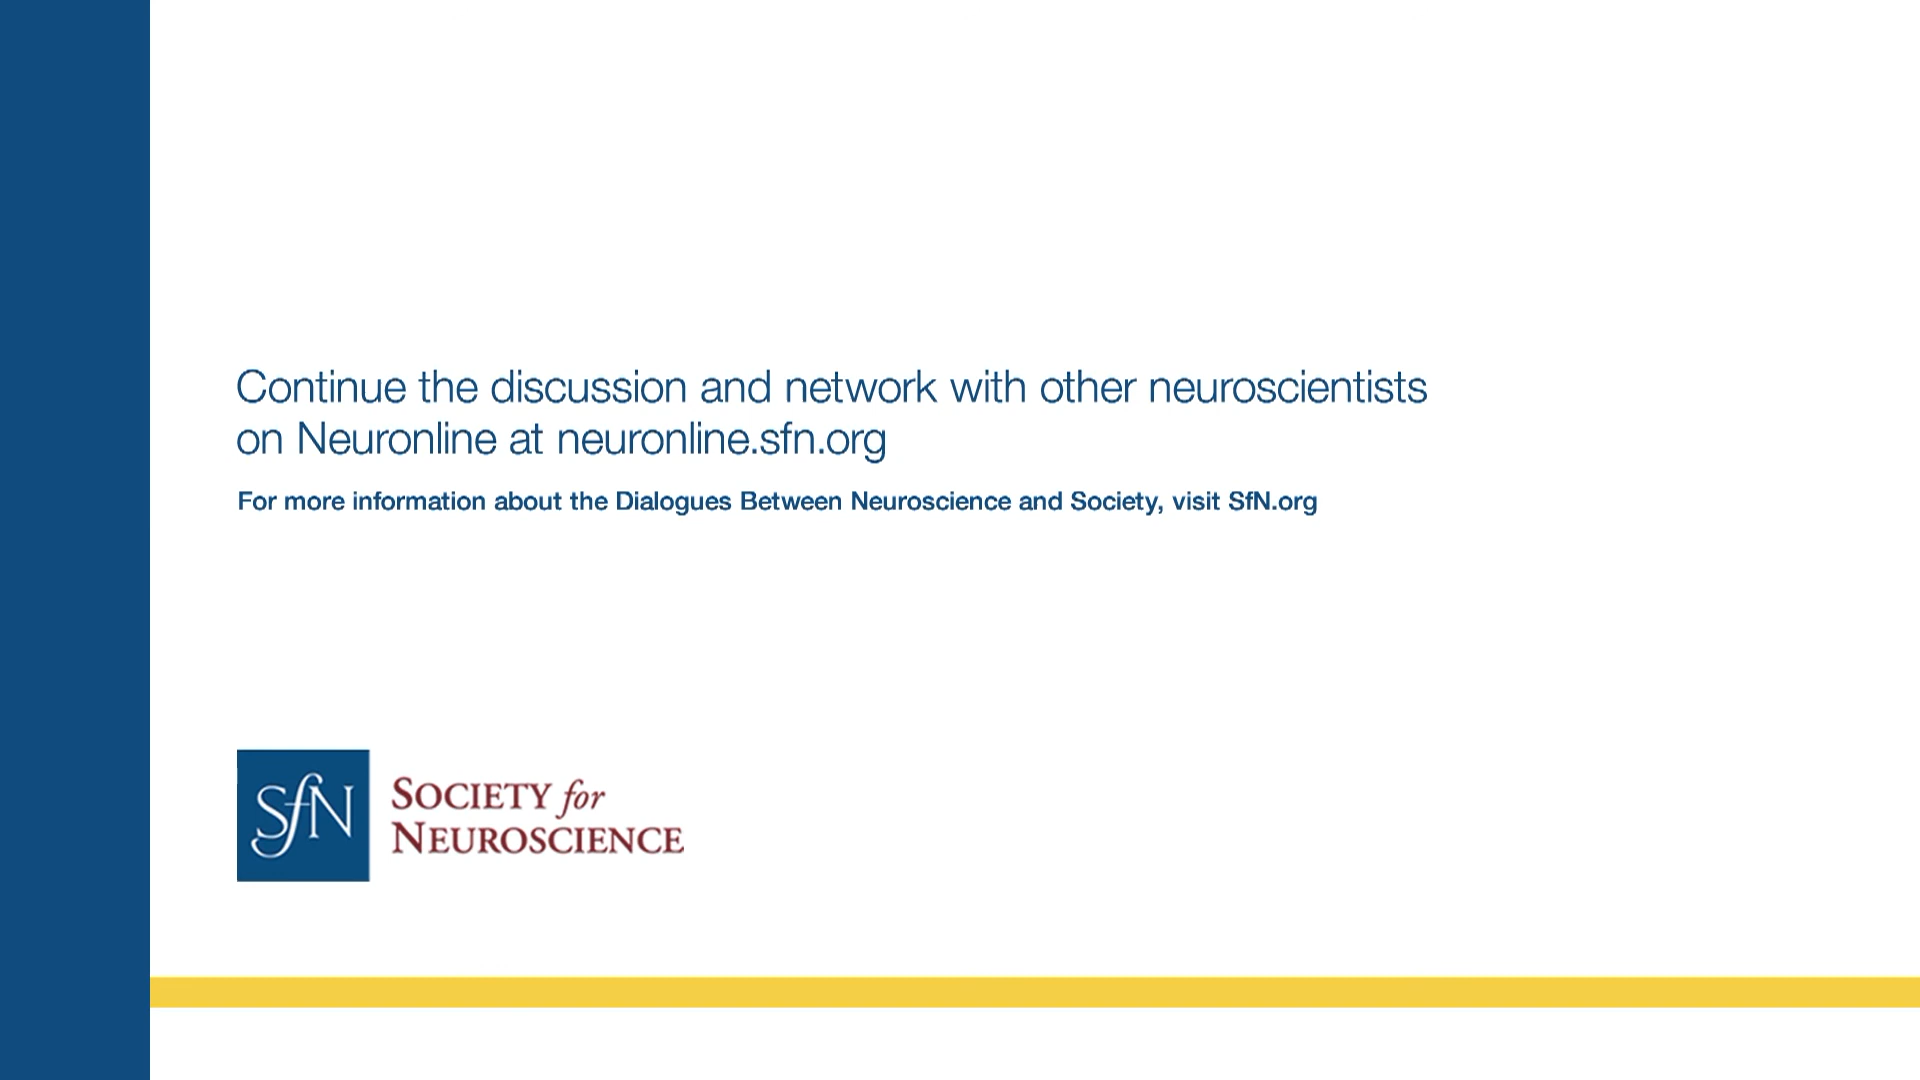 Continue the discussion and network with other neuroscientists
on Neuronline at neuronline.sfn.org
For more information about the Dialogues Between Neuroscience and Society, visit SfN.org
SfN
SOCIETY for
NEUROSCIENCE